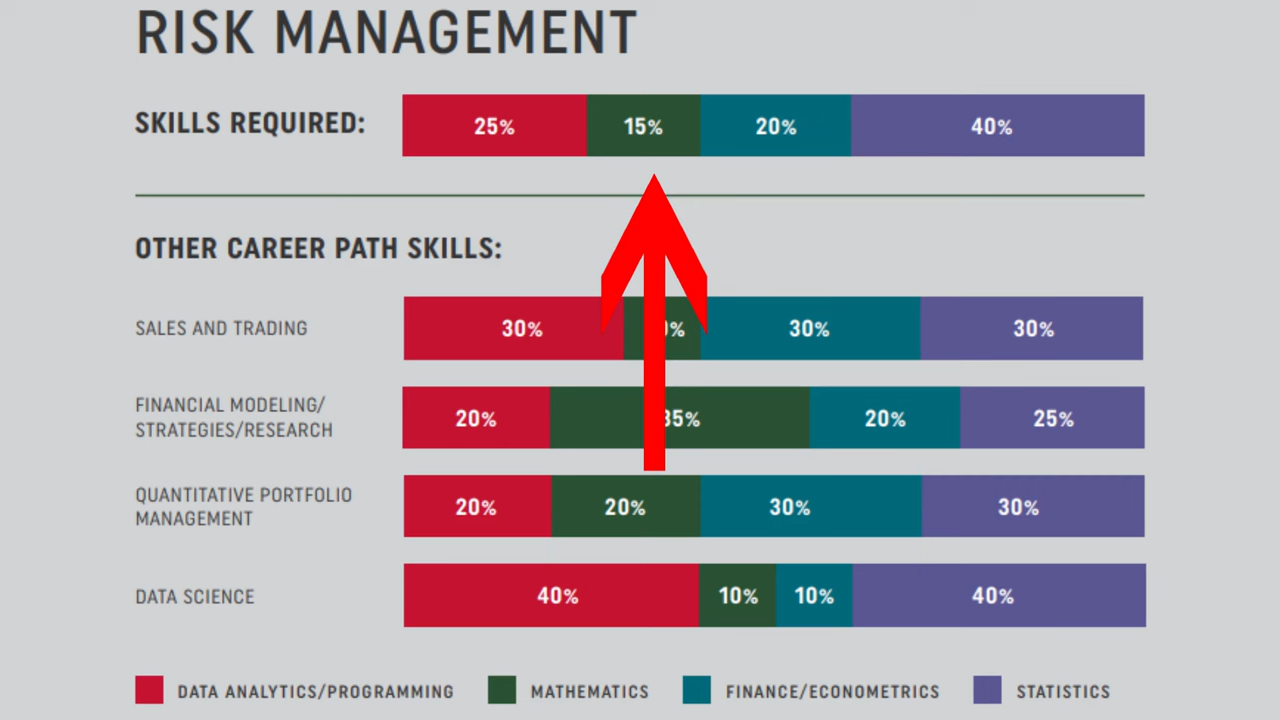 RISK MANAGEMENT
SKILLS REQUIRED: 25% 15% 20% 40%
OTHER CAREER PATH SKILLS:
SALES AND TRADING 30% 30% 30%
FINANCIAL MODELING/
STRATEGIES/RESEARCH 20% 20% 25%
QUANTITATIVE PORTFOLIO
MANAGEMENT 20% 20% 30% 30%
DATA SCIENCE 40% 10% 10% 40%
DATA ANALYTICS/PROGRAMMING MATHEMATICS FINANCE/ECONOMETRICS STATISTICS